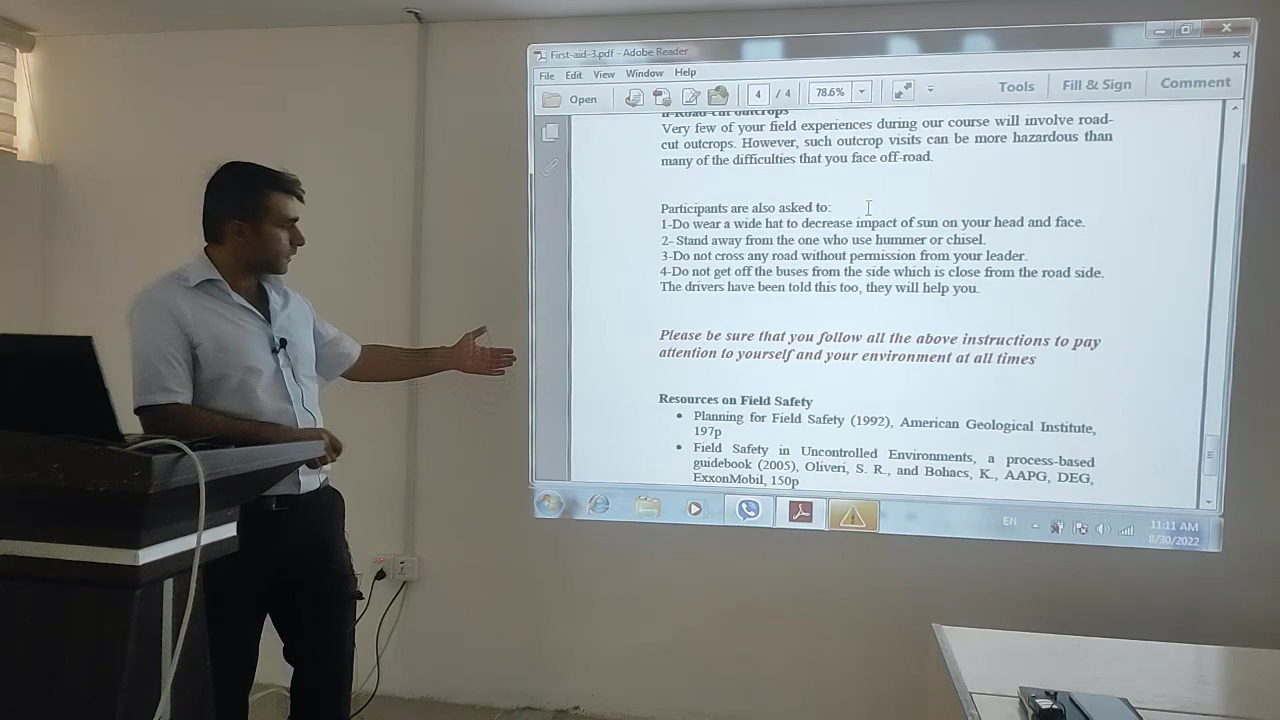 First-aid-3.pdf - Adobe Reader
File Edit View Window Help
Open 4 / 4 78.6% Tools Fill & Sign Comment
II-Road-cut outcrops
Very few of your field experiences during our course will involve road-
cut outcrops. However, such outcrop visits can be more hazardous than
many of the difficulties that you face off-road.
Participants are also asked to:
1-Do wear a wide hat to decrease impact of sun on your head and face.
2- Stand away from the one who use hummer or chisel.
3-Do not cross any road without permission from your leader.
4-Do not get off the buses from the side which is close from the road side.
The drivers have been told this too, they will help you.
Please be sure that you follow all the above instructions to pay
attention to yourself and your environment at all times
Resources on Field Safety
• Planning for Field Safety (1992), American Geological Institute,
197p
• Field Safety in Uncontrolled Environments, a process-based
guidebook (2005), Oliveri, S. R., and Bohacs, K., AAPG, DEG,
ExxonMobil, 150p
EN 11:11 AM
8/30/2022